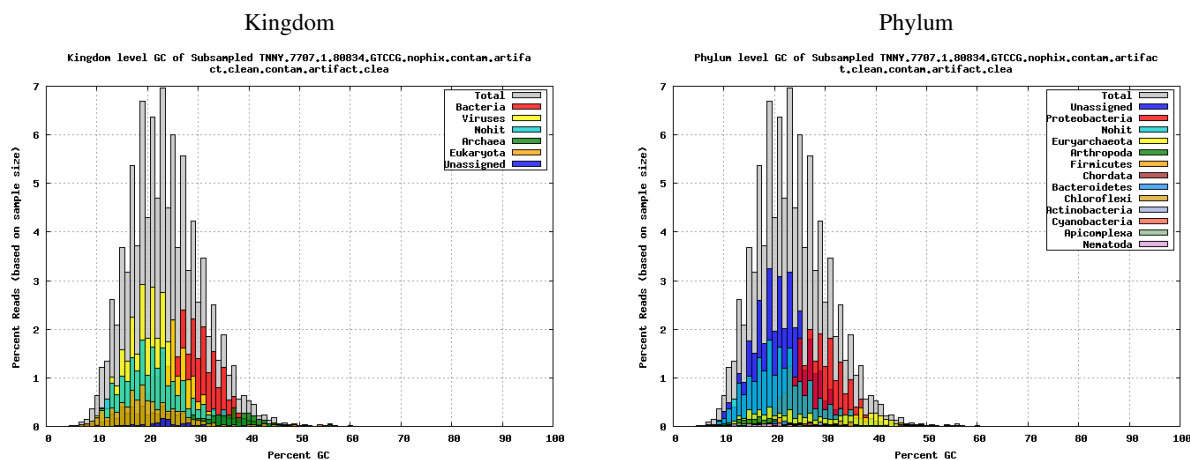 Kingdom
Kingdom level GC of Subsampled TNNY.7707.1.80834.GTCCG.nophix.contam.artifa
ct.clean.contam.artifact.clea
Percent Reads (based on sample size)
7
6
5
4
3
2
1
0
Total
Bacteria
Viruses
Nohit
Archaea
Eukaryota
Unassigned
0 10 20 30 40 50 60 70 80 90 100
Percent GC
Phylum
Phylum level GC of Subsampled TNNY.7707.1.80834.GTCCG.nophix.contam.artifac
t.clean.contam.artifact.clea
Percent Reads (based on sample size)
7
6
5
4
3
2
1
0
Total
Unassigned
Proteobacteria
Nohit
Euryarchaeota
Arthropoda
Firmicutes
Chordata
Bacteroidetes
Chloroflexi
Actinobacteria
Cyanobacteria
Apicomplexa
Nematoda
0 10 20 30 40 50 60 70 80 90 100
Percent GC